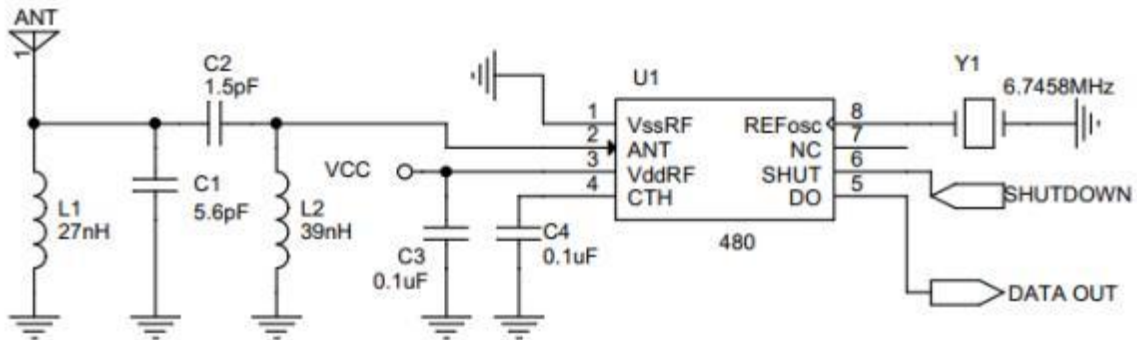 ANT
1
C2
1.5pF
C1
5.6pF
L1
27nH
L2
39nH
VCC
C3
0.1uF
C4
0.1uF
U1
1 VssRF
2 ANT
3 VddRF
4 CTH
REFosc 8
NC 7
SHUT 6
DO 5
480
Y1
6.7458MHz
SHUTDOWN
DATA OUT